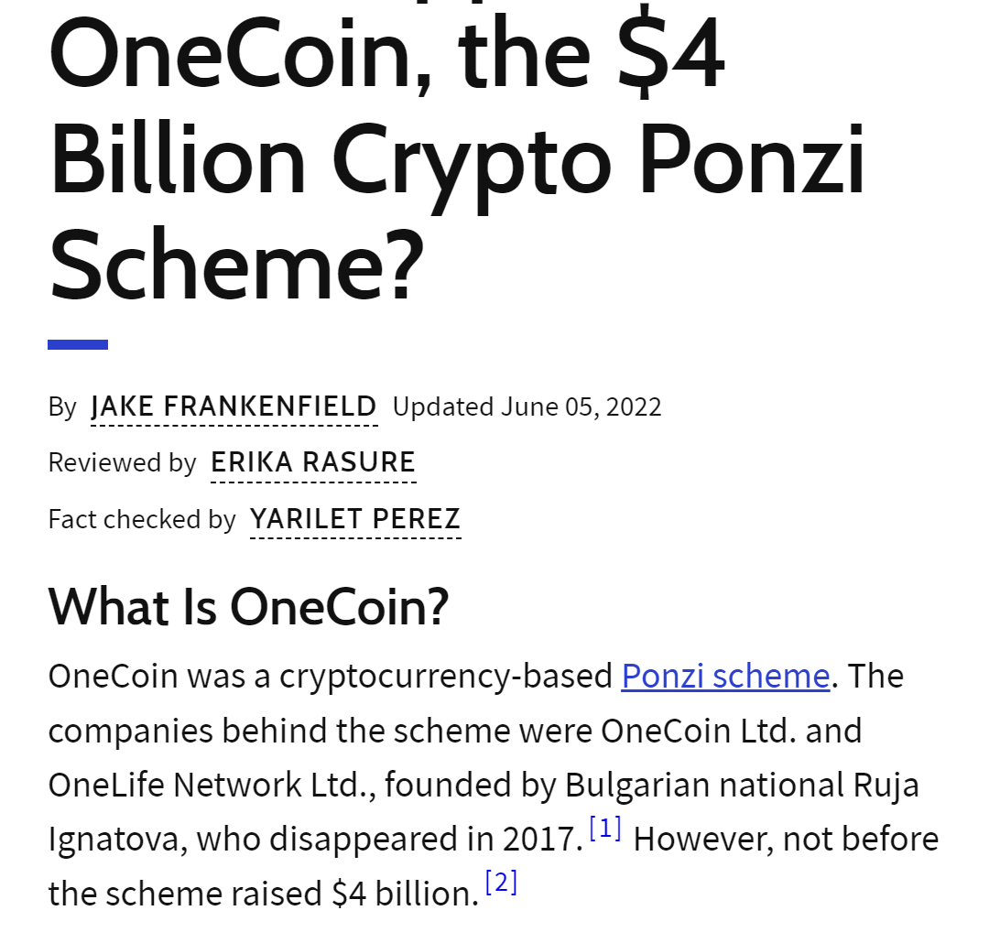 OneCoin, the $4
Billion Crypto Ponzi
Scheme?
By JAKE FRANKENFIELD Updated June 05, 2022
Reviewed by ERIKA RASURE
Fact checked by YARILET PEREZ
What Is OneCoin?
OneCoin was a cryptocurrency-based Ponzi scheme. The
companies behind the scheme were OneCoin Ltd. and
OneLife Network Ltd., founded by Bulgarian national Ruja
Ignatova, who disappeared in 2017.[1] However, not before
the scheme raised $4 billion.[2]